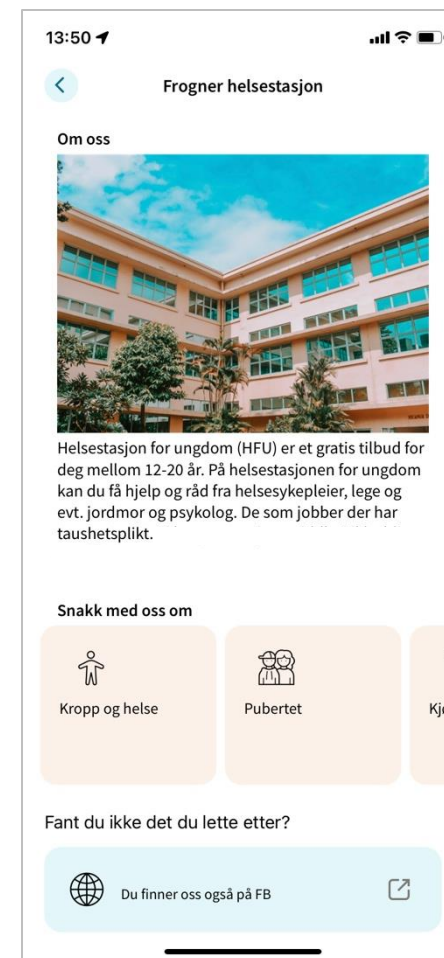 13:50
Frogner helsestasjon
Om oss
Helsestasjon for ungdom (HFU) er et gratis tilbud for
deg mellom 12-20 år. På helsestasjonen for ungdom
kan du få hjelp og råd fra helsesykepleier, lege og
evt. jordmor og psykolog. De som jobber der har
taushetsplikt.
Snakk med oss om
Kropp og helse
Pubertet
Fant du ikke det du lette etter?
Du finner oss også på FB